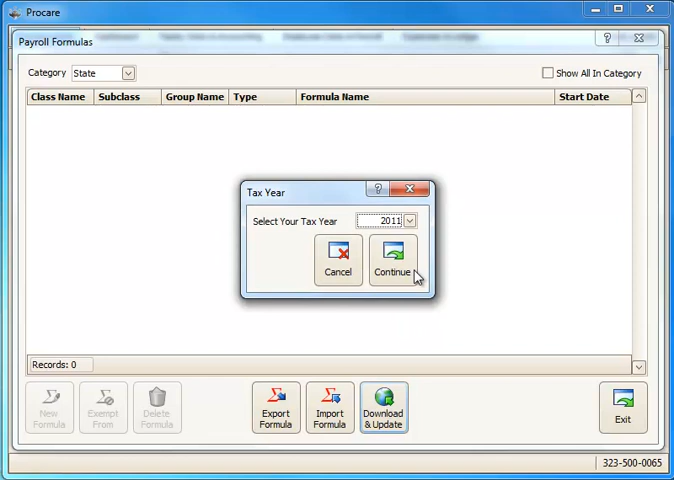 Procare
Payroll Formulas
Category State
Show All In Category
Class Name Subclass Group Name Type Formula Name Start Date
Tax Year
Select Your Tax Year 2011
Cancel Continue
Records: 0
New Formula
Exempt From
Delete Formula
Export Formula
Import Formula
Download & Update
Exit
323-500-0065